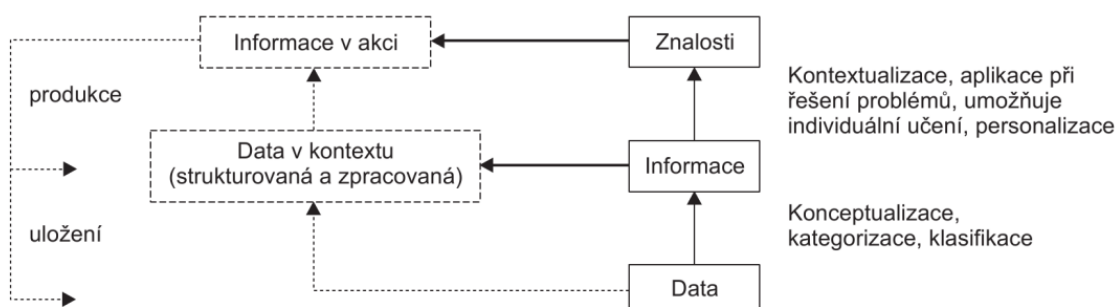 Informace v akci
Znalosti
produkce
Kontextualizace, aplikace při
řešení problémů, umožňuje
individuální učení, personalizace
Data v kontextu
(strukturovaná a zpracovaná)
Informace
uložení
Konceptualizace,
kategorizace, klasifikace
Data